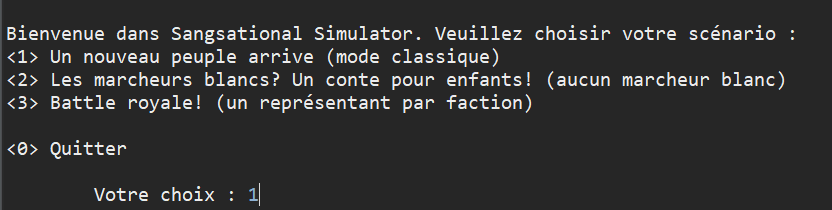 Bienvenue dans Sangsational Simulator. Veuillez choisir votre scénario :
<1> Un nouveau peuple arrive (mode classique)
<2> Les marcheurs blancs? Un conte pour enfants! (aucun marcheur blanc)
<3> Battle royale! (un représentant par faction)
<0> Quitter
Votre choix : 1